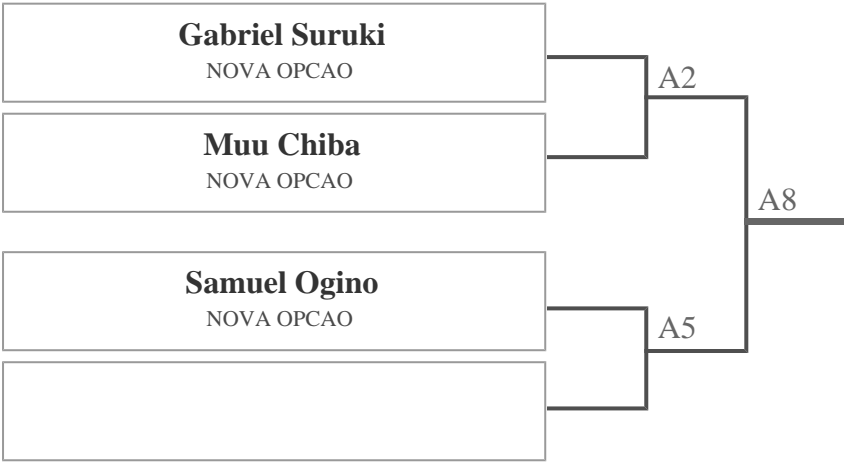 Gabriel Suruki
NOVA OPCAO
A2
Muu Chiba
NOVA OPCAO
A8
Samuel Ogino
NOVA OPCAO
A5